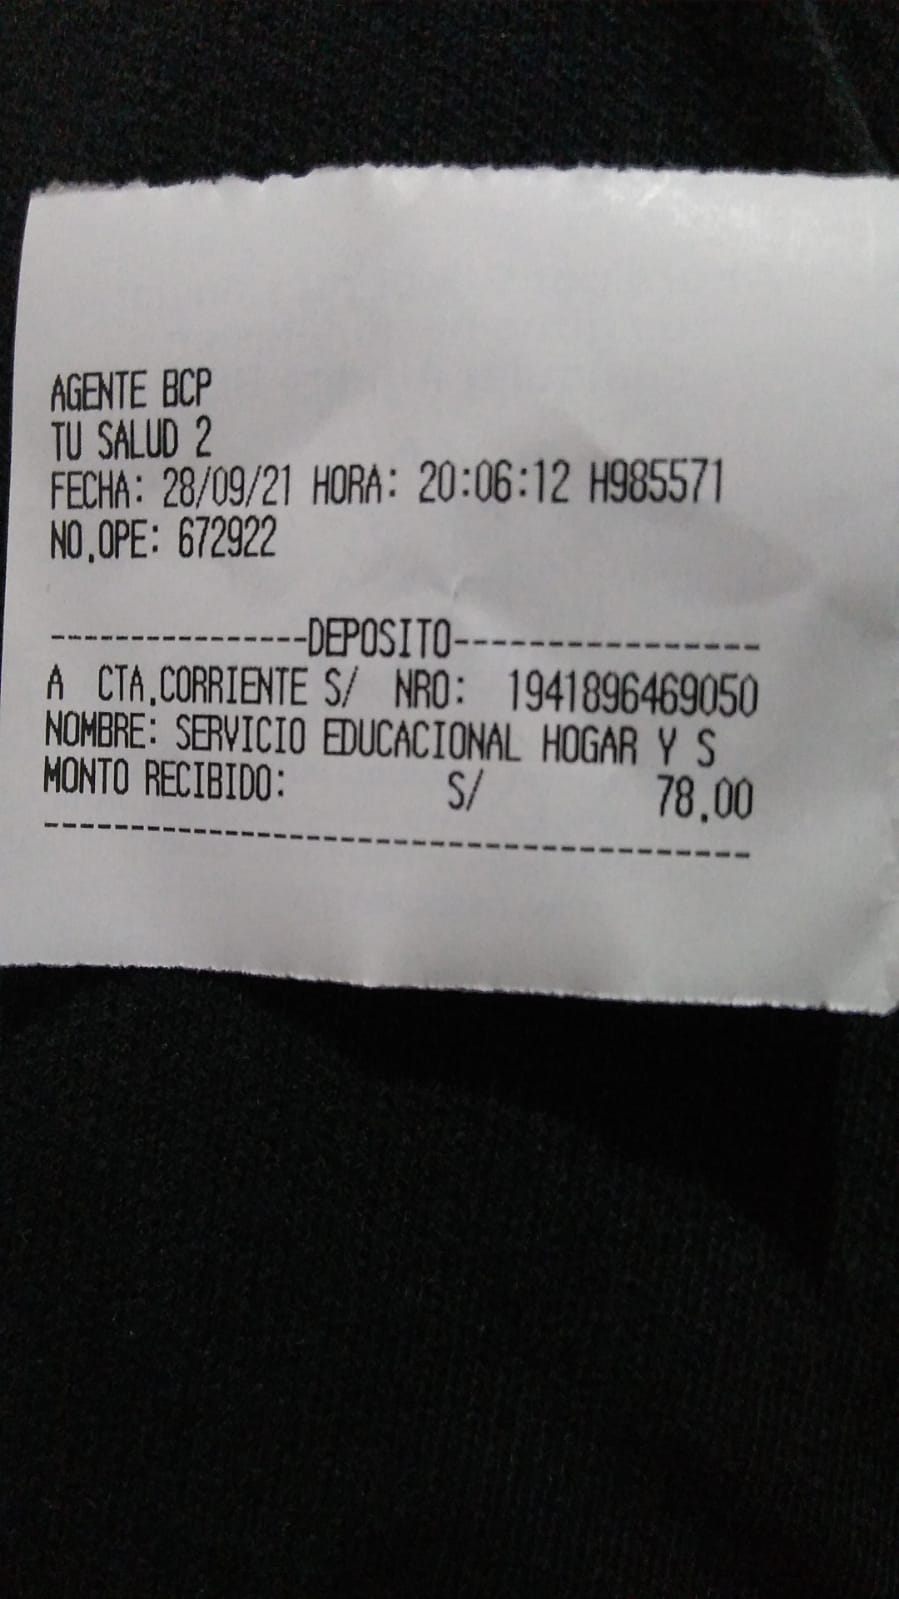 AGENTE BCP
TU SALUD 2
FECHA: 28/09/21 HORA: 20:06:12 H985571
NO.OPE: 672922
----------------DEPOSITO----------------
A CTA.CORRIENTE S/ NRO: 1941896469050
NOMBRE: SERVICIO EDUCACIONAL HOGAR Y S
MONTO RECIBIDO: S/ 78.00
----------------------------------------